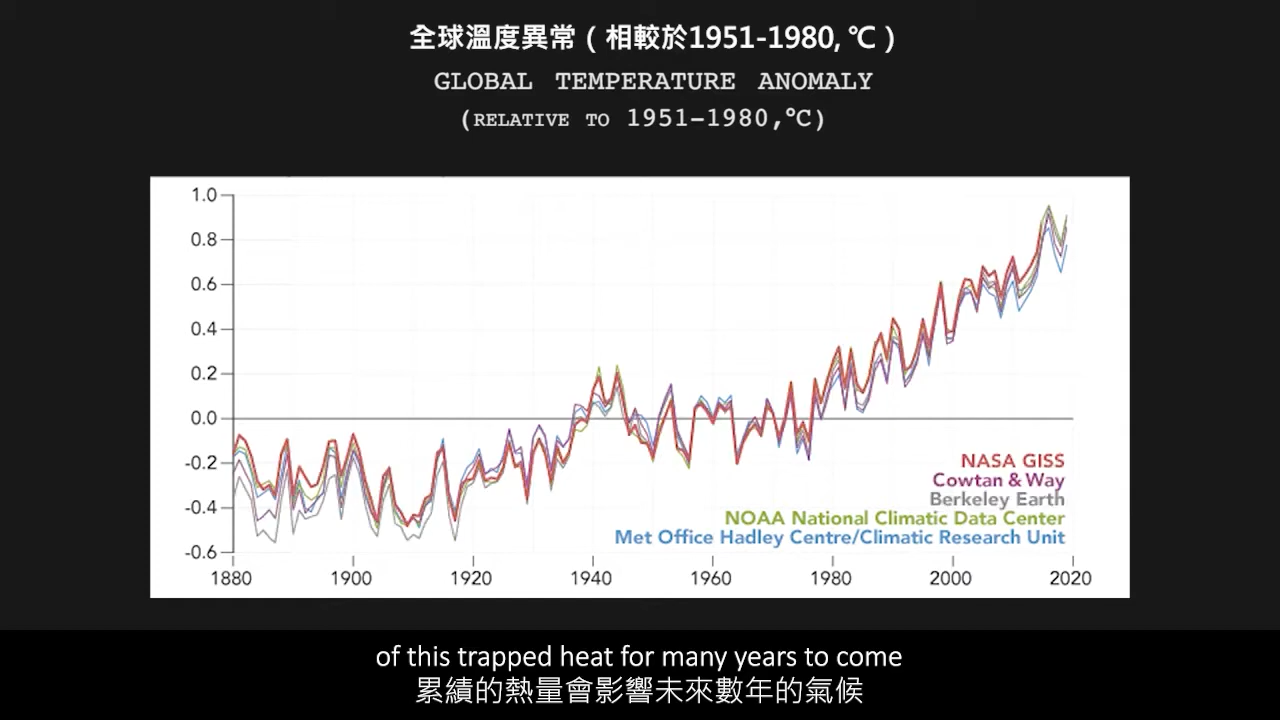 全球溫度異常（相較於1951-1980, ℃）
GLOBAL TEMPERATURE ANOMALY
(RELATIVE TO 1951–1980,°C)
1.0
0.8
0.6
0.4
0.2
0.0
-0.2
-0.4
-0.6
NASA GISS
Cowtan & Way
Berkeley Earth
NOAA National Climatic Data Center
Met Office Hadley Centre/Climatic Research Unit
1880 1900 1920 1940 1960 1980 2000 2020
of this trapped heat for many years to come
累績的熱量會影響未來數年的氣候